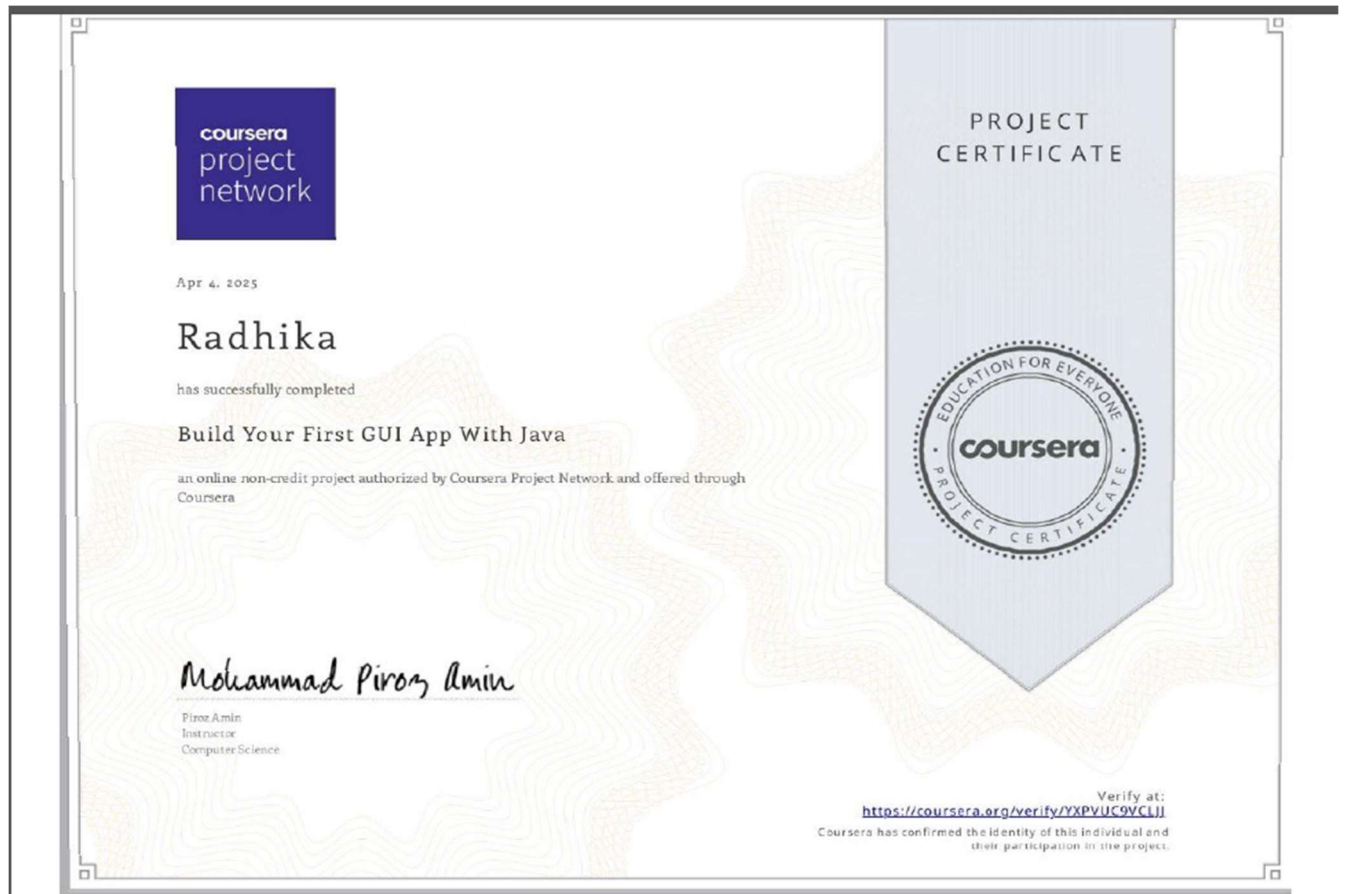 coursera
project
network
PROJECT
CERTIFICATE
Apr 4, 2025
Radhika
has successfully completed
Build Your First GUI App With Java
an online non-credit project authorized by Coursera Project Network and offered through
Coursera
EDUCATION FOR EVERYONE
coursera
PROJECT CERTIFICATE
Mohammad Piroz Amin
Piroz Amin
Instructor
Computer Science
Verify at:
https://coursera.org/verify/YXPVUC9VCLJJ
Coursera has confirmed the identity of this individual and
their participation in the project.